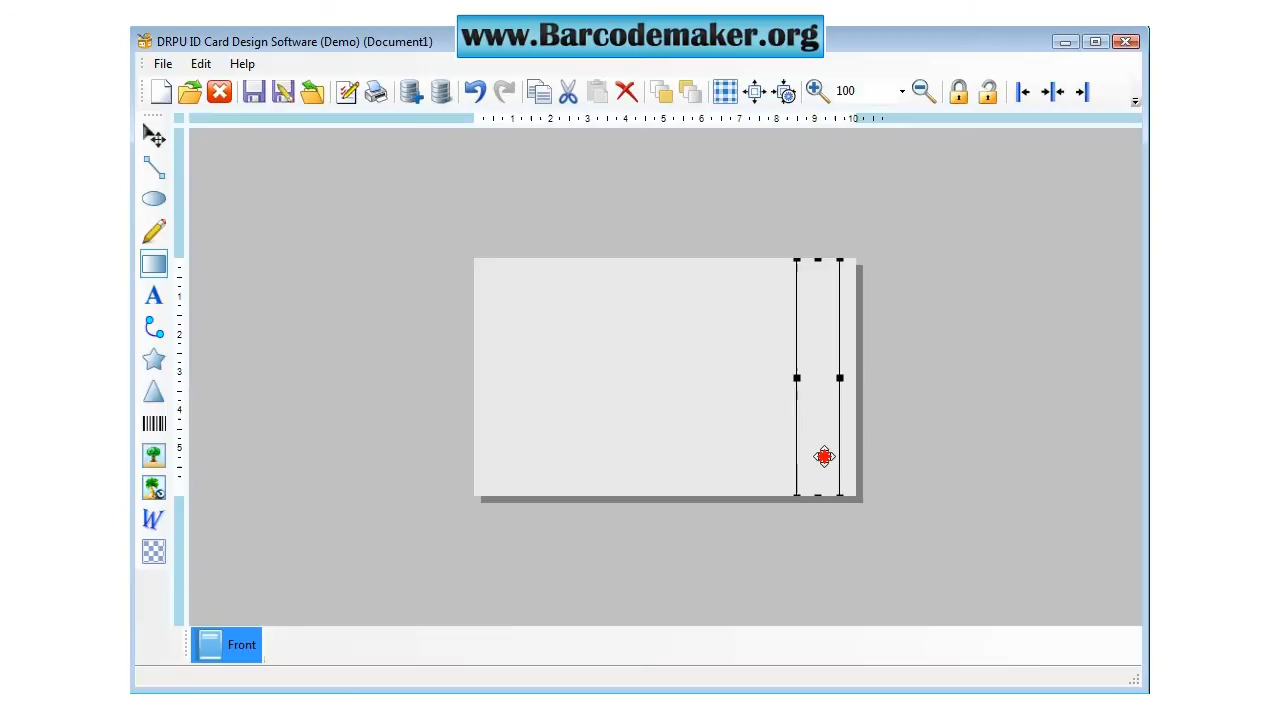 www.Barcodemaker.org
DRPU ID Card Design Software (Demo) (Document1)
File Edit Help
100
1 2 3 4 5 6 7 8 9 10
A
1
2
3
4
5
W
Front